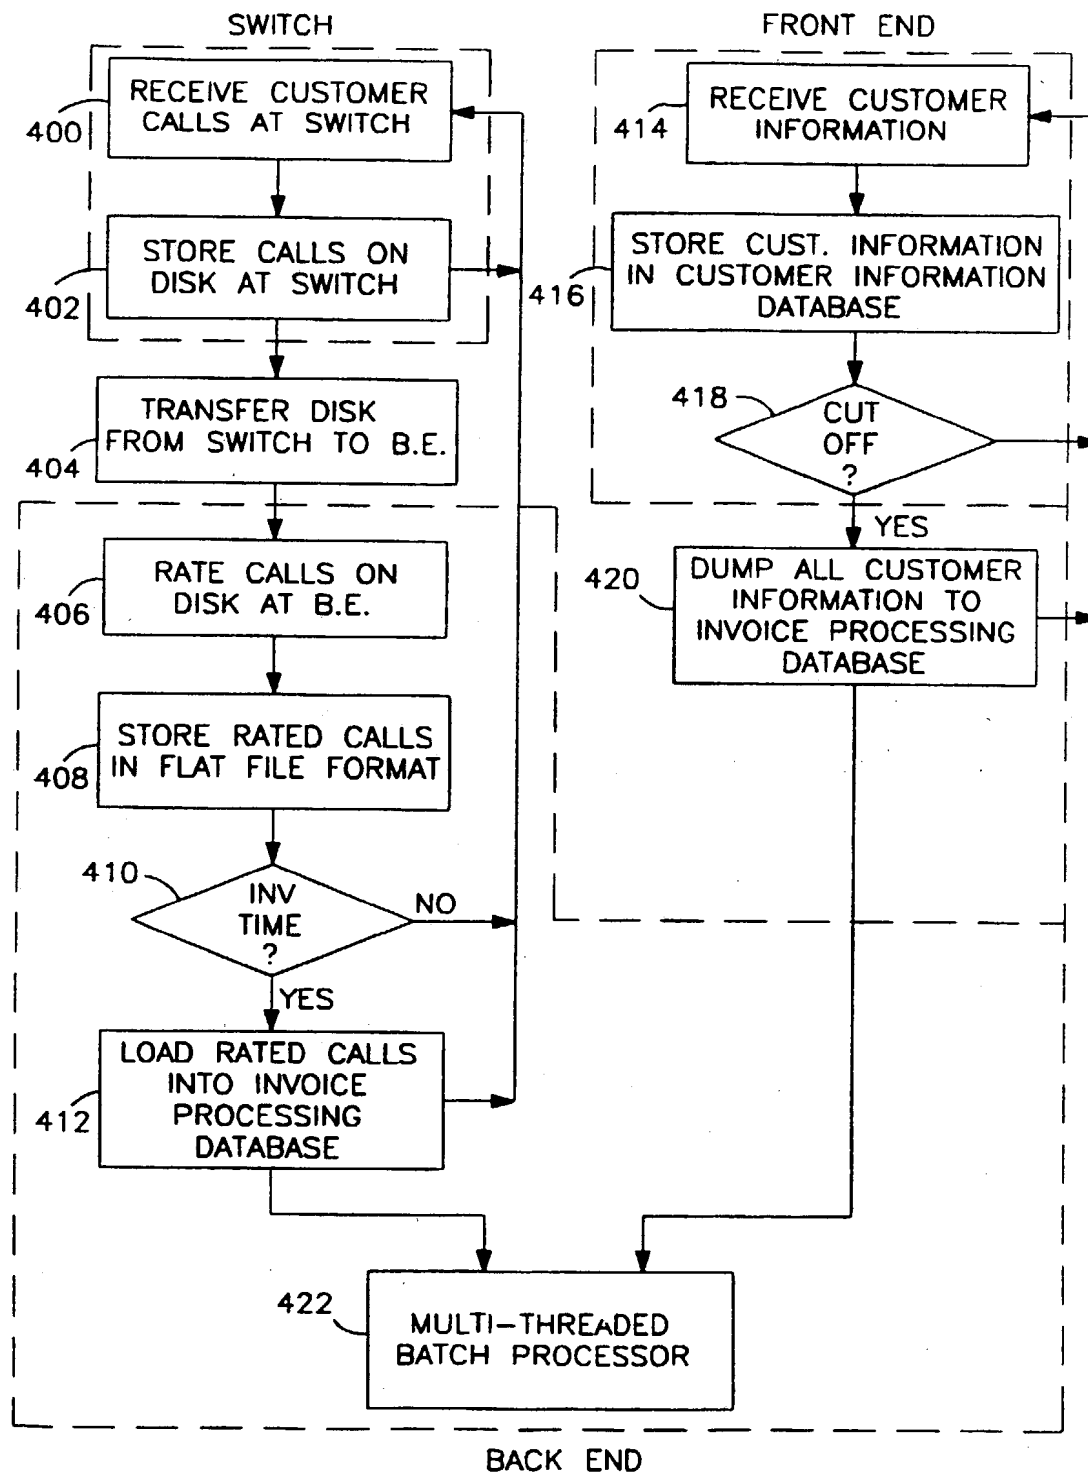 SWITCH
RECEIVE CUSTOMER
CALLS AT SWITCH
400
STORE CALLS ON
DISK AT SWITCH
402
TRANSFER DISK
FROM SWITCH TO B.E.
404
RATE CALLS ON
DISK AT B.E.
406
STORE RATED CALLS
IN FLAT FILE FORMAT
408
410
INV
TIME
?
NO
YES
LOAD RATED CALLS
INTO INVOICE
PROCESSING
DATABASE
412
FRONT END
RECEIVE CUSTOMER
INFORMATION
414
STORE CUST. INFORMATION
IN CUSTOMER INFORMATION
DATABASE
416
418
CUT
OFF
?
YES
420
DUMP ALL CUSTOMER
INFORMATION TO
INVOICE PROCESSING
DATABASE
422
MULTI-THREADED
BATCH PROCESSOR
BACK END